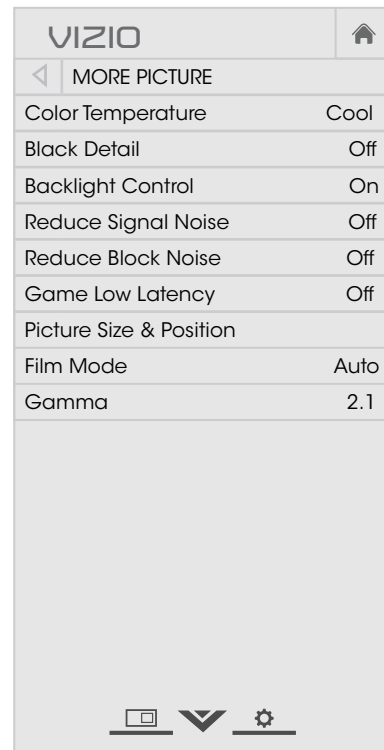 VIZIO
MORE PICTURE
Color Temperature Cool
Black Detail Off
Backlight Control On
Reduce Signal Noise Off
Reduce Block Noise Off
Game Low Latency Off
Picture Size & Position
Film Mode Auto
Gamma 2.1